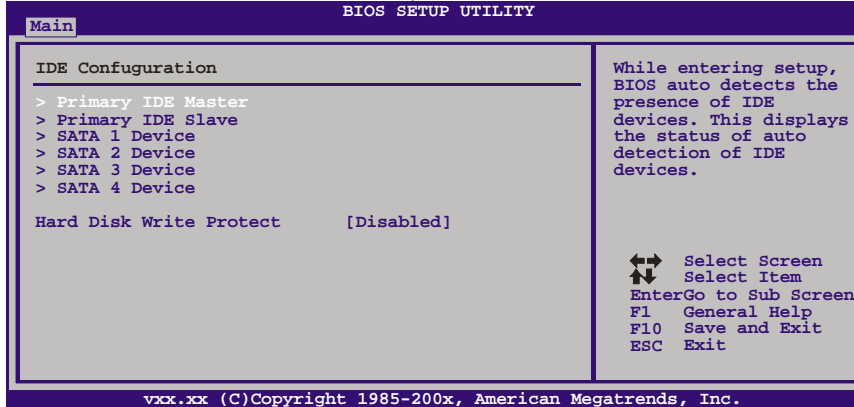 BIOS SETUP UTILITY
Main
IDE Confuguration
> Primary IDE Master
> Primary IDE Slave
> SATA 1 Device
> SATA 2 Device
> SATA 3 Device
> SATA 4 Device
Hard Disk Write Protect [Disabled]
While entering setup,
BIOS auto detects the
presence of IDE
devices. This displays
the status of auto
detection of IDE
devices.
Select Screen
Select Item
EnterGo to Sub Screen
F1 General Help
F10 Save and Exit
ESC Exit
vxx.xx (C)Copyright 1985-200x, American Megatrends, Inc.